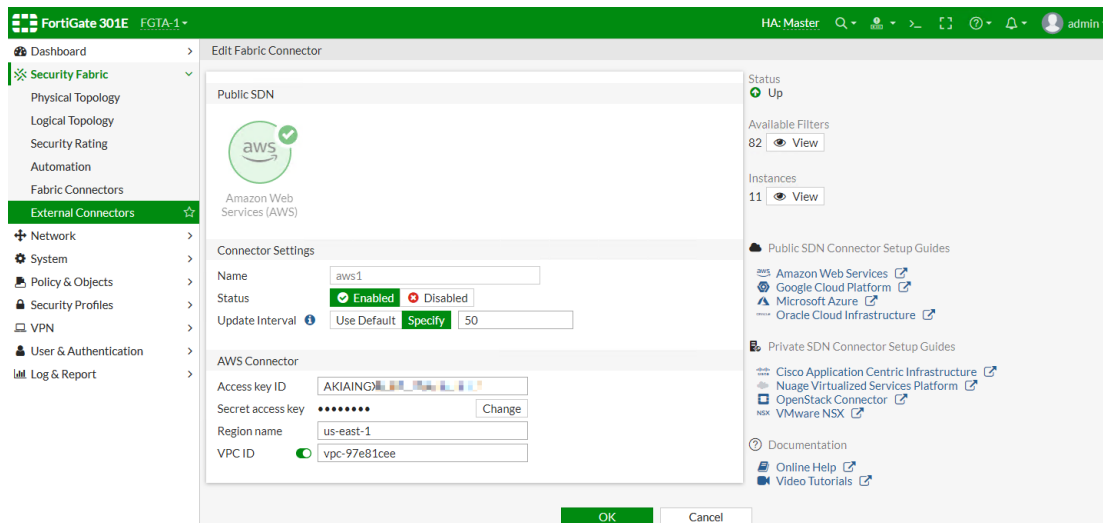 FortiGate 301E FGTA-1
HA: Master
admin
Dashboard
Security Fabric
Physical Topology
Logical Topology
Security Rating
Automation
Fabric Connectors
External Connectors
Network
System
Policy & Objects
Security Profiles
VPN
User & Authentication
Log & Report
Edit Fabric Connector
Public SDN
aws
Amazon Web
Services (AWS)
Connector Settings
Name aws1
Status Enabled Disabled
Update Interval Use Default Specify 50
AWS Connector
Access key ID AKIAING
Secret access key •••••••• Change
Region name us-east-1
VPC ID vpc-97e81cee
OK Cancel
Status
Up
Available Filters
82 View
Instances
11 View
Public SDN Connector Setup Guides
aws Amazon Web Services
Google Cloud Platform
Microsoft Azure
Oracle Cloud Infrastructure
Private SDN Connector Setup Guides
Cisco Application Centric Infrastructure
Nuage Virtualized Services Platform
OpenStack Connector
NSX VMware NSX
Documentation
Online Help
Video Tutorials